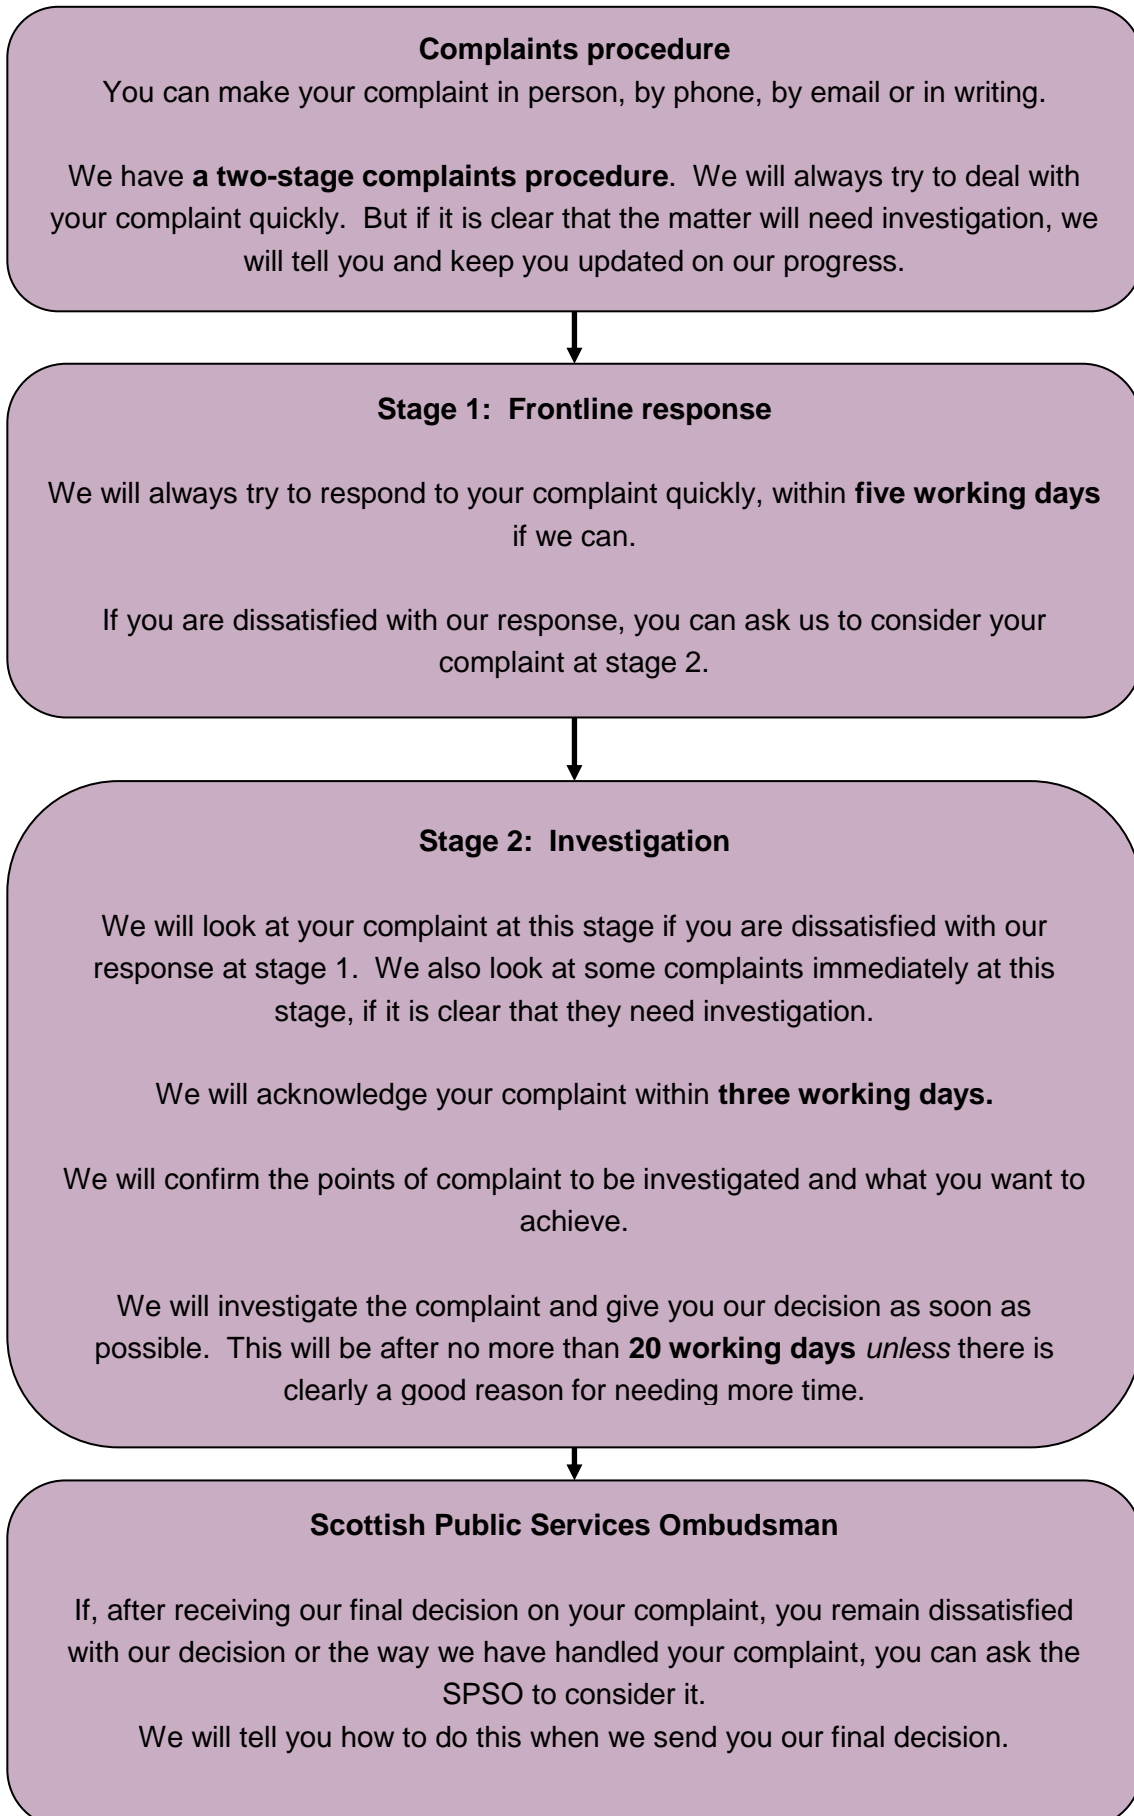 Complaints procedure
You can make your complaint in person, by phone, by email or in writing.
We have a two-stage complaints procedure.  We will always try to deal with
your complaint quickly.  But if it is clear that the matter will need investigation, we
will tell you and keep you updated on our progress.
Stage 1:  Frontline response
We will always try to respond to your complaint quickly, within five working days
if we can.
If you are dissatisfied with our response, you can ask us to consider your
complaint at stage 2.
Stage 2:  Investigation
We will look at your complaint at this stage if you are dissatisfied with our
response at stage 1.  We also look at some complaints immediately at this
stage, if it is clear that they need investigation.
We will acknowledge your complaint within three working days.
We will confirm the points of complaint to be investigated and what you want to
achieve.
We will investigate the complaint and give you our decision as soon as
possible.  This will be after no more than 20 working days unless there is
clearly a good reason for needing more time.
Scottish Public Services Ombudsman
If, after receiving our final decision on your complaint, you remain dissatisfied
with our decision or the way we have handled your complaint, you can ask the
SPSO to consider it.
We will tell you how to do this when we send you our final decision.